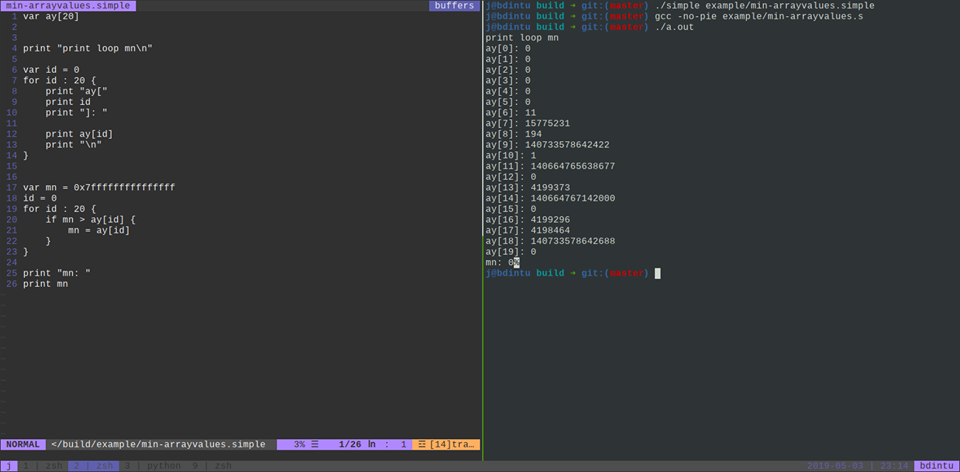 min-arrayvalues.simple buffers
1 var ay[20]
2
3
4 print "print loop mn\n"
5
6 var id = 0
7 for id : 20 {
8 print "ay["
9 print id
10 print "]: "
11
12 print ay[id]
13 print "\n"
14 }
15
16
17 var mn = 0x7fffffffffffffff
18 id = 0
19 for id : 20 {
20 if mn > ay[id] {
21 mn = ay[id]
22 }
23 }
24
25 print "mn: "
26 print mn
NORMAL </build/example/min-arrayvalues.simple 3% ☰ 1/26 ㏑ : 1 ☲ [14]tra…
j@bdintu build ➜ git:(master) ./simple example/min-arrayvalues.simple
j@bdintu build ➜ git:(master) gcc -no-pie example/min-arrayvalues.s
j@bdintu build ➜ git:(master) ./a.out
print loop mn
ay[0]: 0
ay[1]: 0
ay[2]: 0
ay[3]: 0
ay[4]: 0
ay[5]: 0
ay[6]: 11
ay[7]: 15775231
ay[8]: 194
ay[9]: 140733578642422
ay[10]: 1
ay[11]: 140664765638677
ay[12]: 0
ay[13]: 4199373
ay[14]: 140664767142000
ay[15]: 0
ay[16]: 4199296
ay[17]: 4198464
ay[18]: 140733578642688
ay[19]: 0
mn: 0%
j@bdintu build ➜ git:(master)
j 1 | zsh 2 | zsh 3 | python 9 | zsh 2019-05-03 | 23:14 bdintu